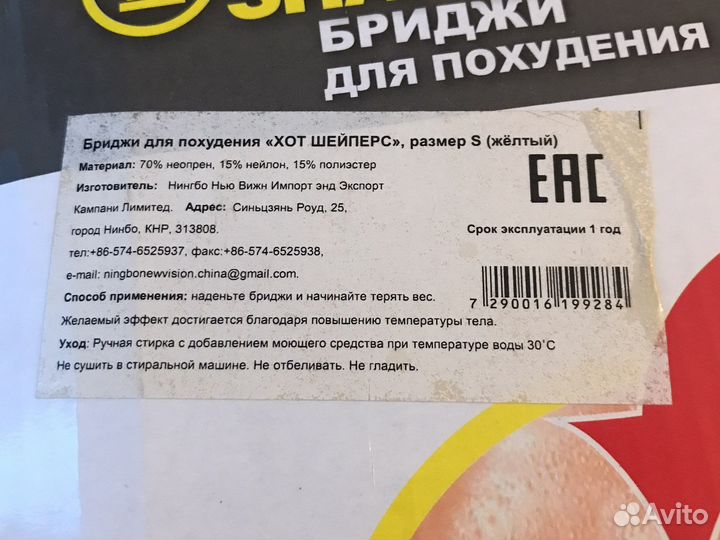 БРИДЖИ
ДЛЯ ПОХУДЕНИЯ
Бриджи для похудения «ХОТ ШЕЙПЕРС», размер S (жёлтый)
Материал: 70% неопрен, 15% нейлон, 15% полиэстер
Изготовитель: Нингбо Нью Вижн Импорт энд Экспорт
Кампани Лимитед. Адрес: Синьцзянь Роуд, 25,
город Нинбо, КНР, 313808.
тел:+86-574-6525937, факс:+86-574-6525938,
e-mail: ningbonewvision.china@gmail.com.
Способ применения: наденьте бриджи и начинайте терять вес.
Желаемый эффект достигается благодаря повышению температуры тела.
Уход: Ручная стирка с добавлением моющего средства при температуре воды 30˚С
Не сушить в стиральной машине. Не отбеливать. Не гладить.
EAC
Срок эксплуатации 1 год
7 290016 199284
Avito